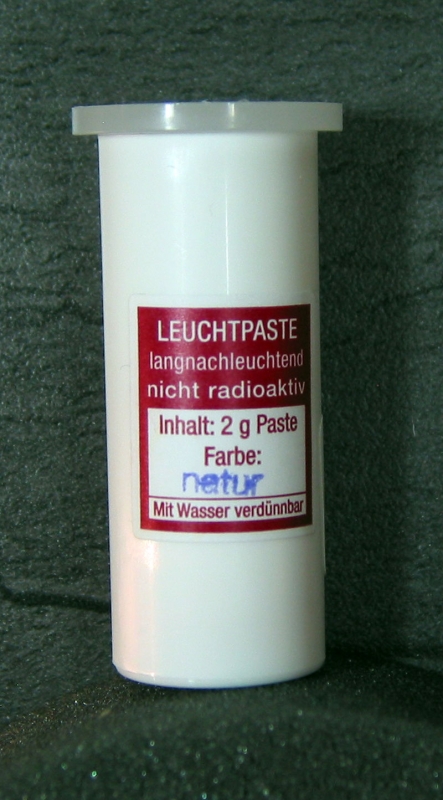 LEUCHTPASTE
langnachleuchtend
nicht radioaktiv
Inhalt: 2 g Paste
Farbe:
natur
Mit Wasser verdünnbar